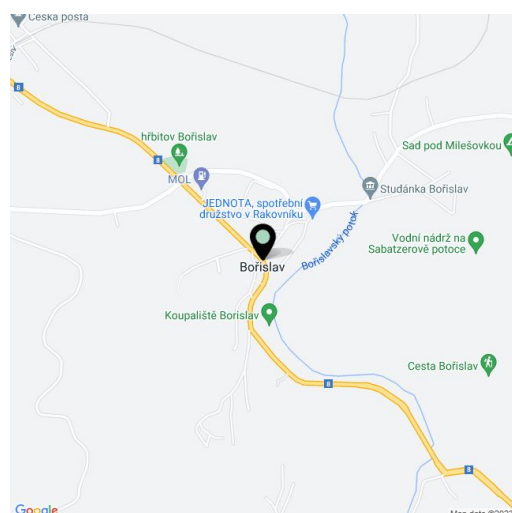 Česká pošta
8
hřbitov Bořislav
8
MOL
Sad pod Milešovkou
Studánka Bořislav
JEDNOTA, spotřební
družstvo v Rakovníku
Bořislavský potok
Vodní nádrž na
Sabatzerově potoce
Bořislav
Koupaliště Borislav
Cesta Bořislav
8
8
Google